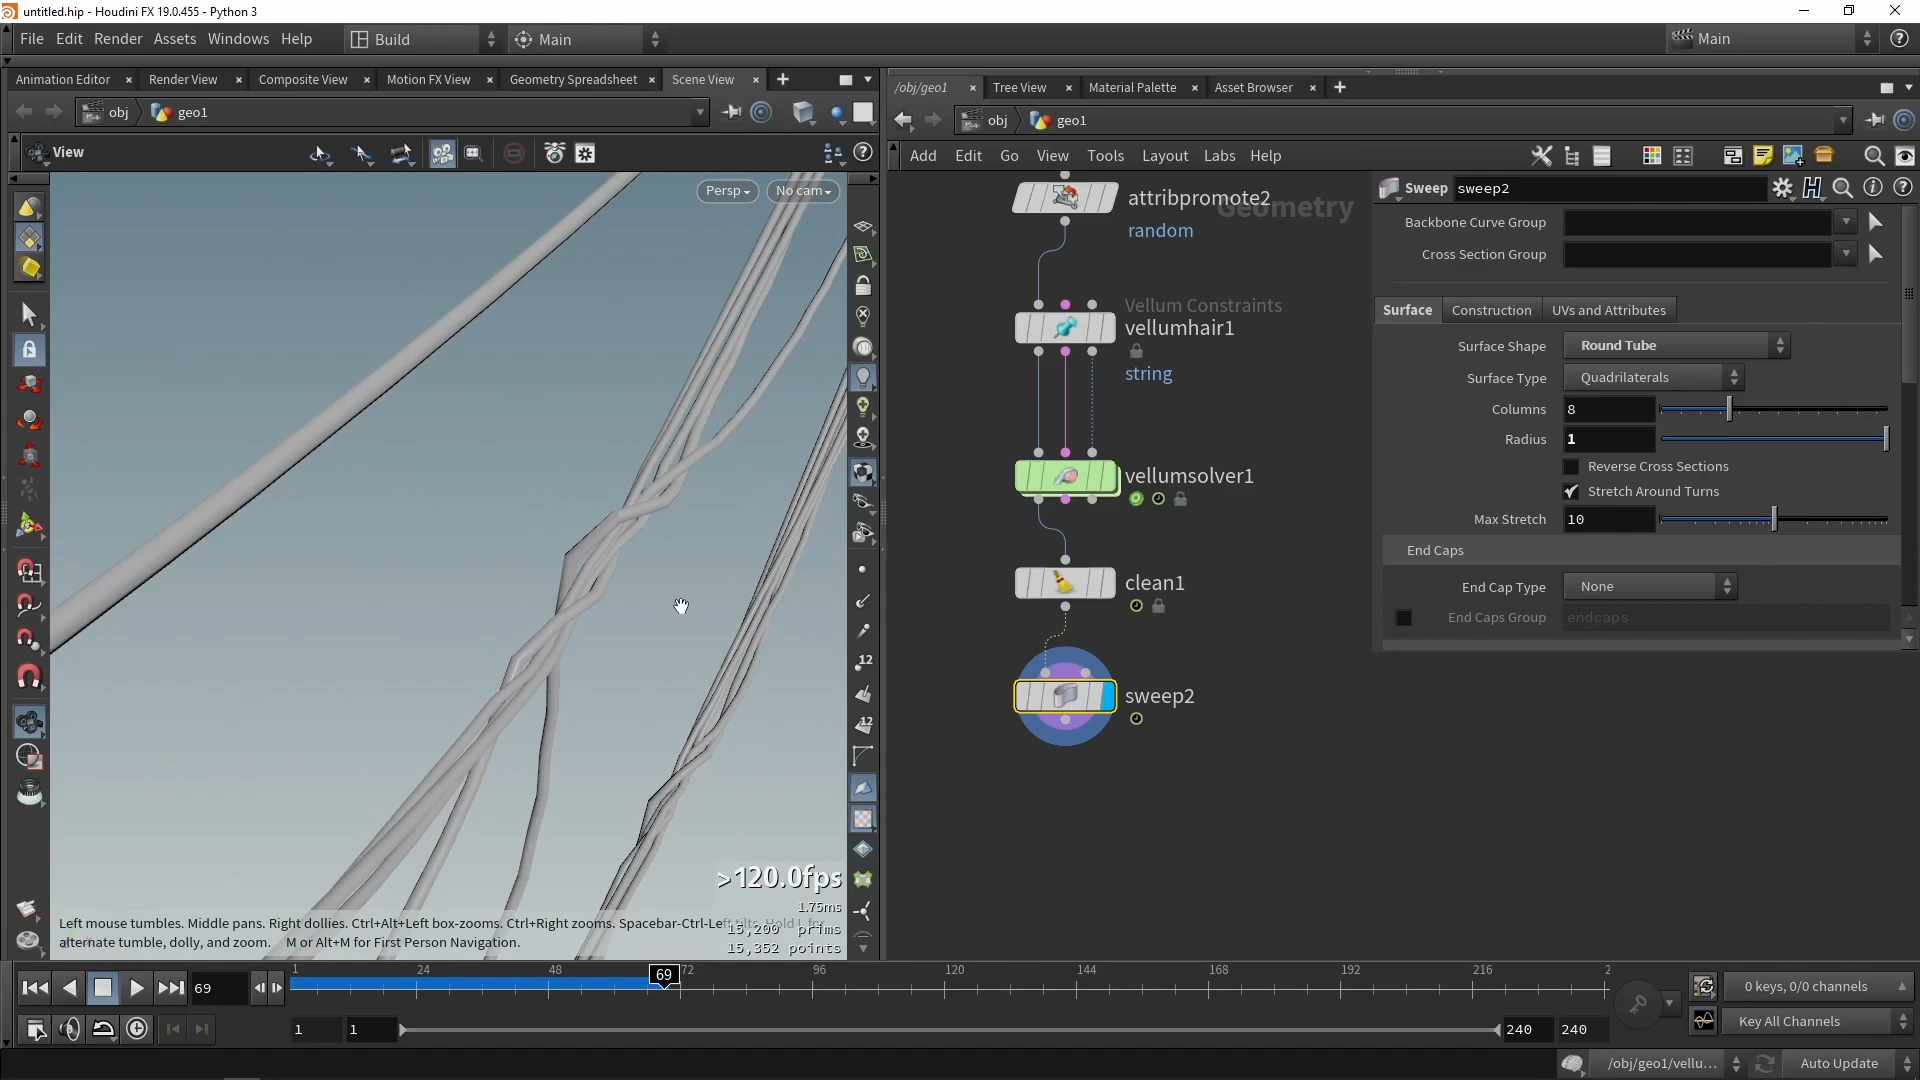 untitled.hip - Houdini FX 19.0.455 - Python 3
File Edit Render Assets Windows Help Build Main Main
Animation Editor Render View Composite View Motion FX View Geometry Spreadsheet Scene View
obj geo1
View
Persp No cam
>120.0fps
1.75ms
15,200 prims
15,352 points
Left mouse tumbles. Middle pans. Right dollies. Ctrl+Alt+Left box-zooms. Ctrl+Right zooms. Spacebar-Ctrl-Left tilts. Hold L for
alternate tumble, dolly, and zoom. M or Alt+M for First Person Navigation.
12
12
/obj/geo1 Tree View Material Palette Asset Browser
obj geo1
Add Edit Go View Tools Layout Labs Help
Geometry
attribpromote2
random
Vellum Constraints
vellumhair1
string
vellumsolver1
clean1
sweep2
Sweep sweep2
Backbone Curve Group
Cross Section Group
Surface Construction UVs and Attributes
Surface Shape Round Tube
Surface Type Quadrilaterals
Columns 8
Radius 1
Reverse Cross Sections
Stretch Around Turns
Max Stretch 10
End Caps
End Cap Type None
End Caps Group endcaps
1 24 48 69 72 96 120 144 168 192 216 2
69
1 1 240 240
0 keys, 0/0 channels
Key All Channels
/obj/geo1/vellu... Auto Update